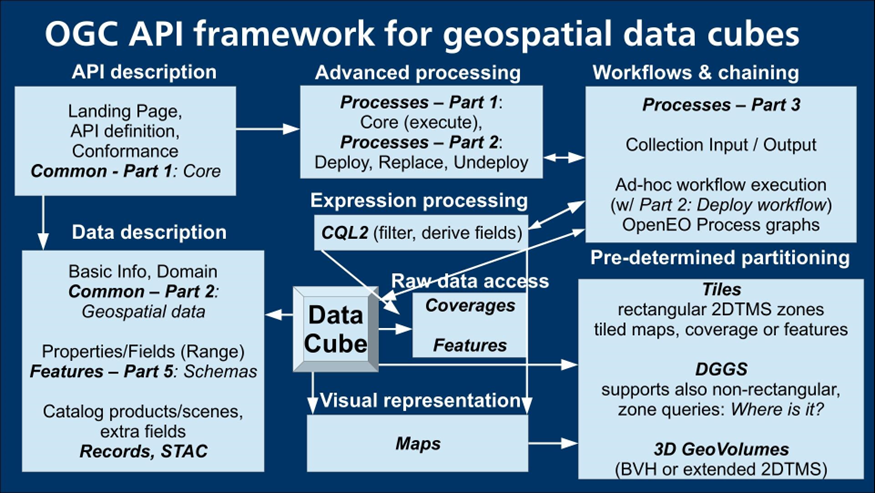 OGC API framework for geospatial data cubes
API description
Landing Page,
API definition,
Conformance
Common - Part 1: Core
Advanced processing
Processes – Part 1:
Core (execute),
Processes – Part 2:
Deploy, Replace, Undeploy
Workflows & chaining
Processes – Part 3
Collection Input / Output
Ad-hoc workflow execution
(w/ Part 2: Deploy workflow)
OpenEO Process graphs
Expression processing
CQL2 (filter, derive fields)
Data description
Basic Info, Domain
Common – Part 2:
Geospatial data
Properties/Fields (Range)
Features – Part 5: Schemas
Catalog products/scenes,
extra fields
Records, STAC
Data
Cube
Raw data access
Coverages
Features
Visual representation
Maps
Pre-determined partitioning
Tiles
rectangular 2DTMS zones
tiled maps, coverage or features
DGGS
supports also non-rectangular,
zone queries: Where is it?
3D GeoVolumes
(BVH or extended 2DTMS)